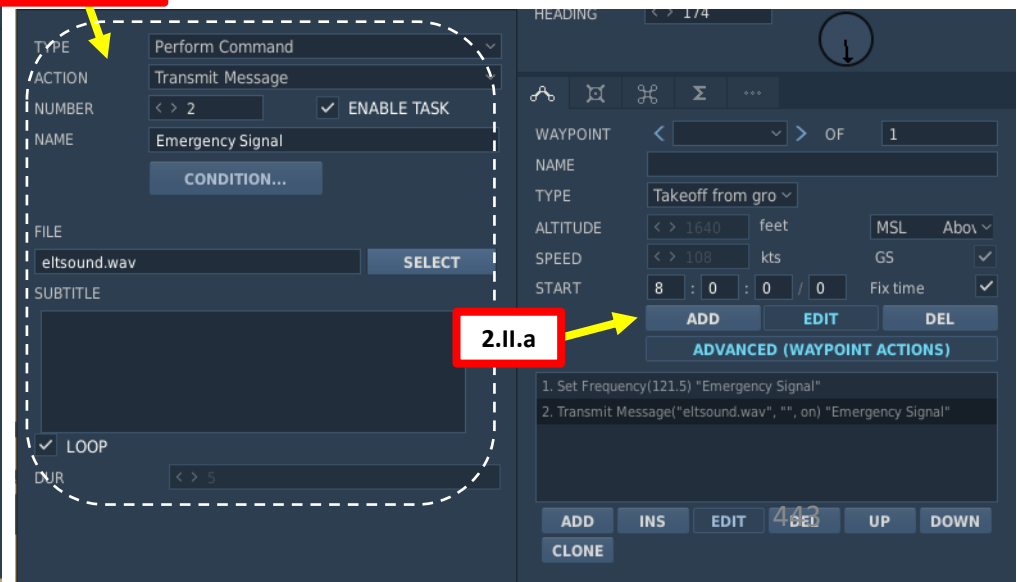 TYPE Perform Command
ACTION Transmit Message
NUMBER < > 2 ENABLE TASK
NAME Emergency Signal
CONDITION...
FILE
eltsound.wav SELECT
SUBTITLE
LOOP
DUR < > 5
HEADING < > 174
Σ ...
WAYPOINT < > OF 1
NAME
TYPE Takeoff from gro
ALTITUDE < > 1640 feet MSL Abov
SPEED < > 108 kts GS
START 8 : 0 : 0 / 0 Fix time
ADD EDIT DEL
2.II.a
ADVANCED (WAYPOINT ACTIONS)
1. Set Frequency(121.5) "Emergency Signal"
2. Transmit Message("eltsound.wav", "", on) "Emergency Signal"
443
ADD INS EDIT DEL UP DOWN
CLONE